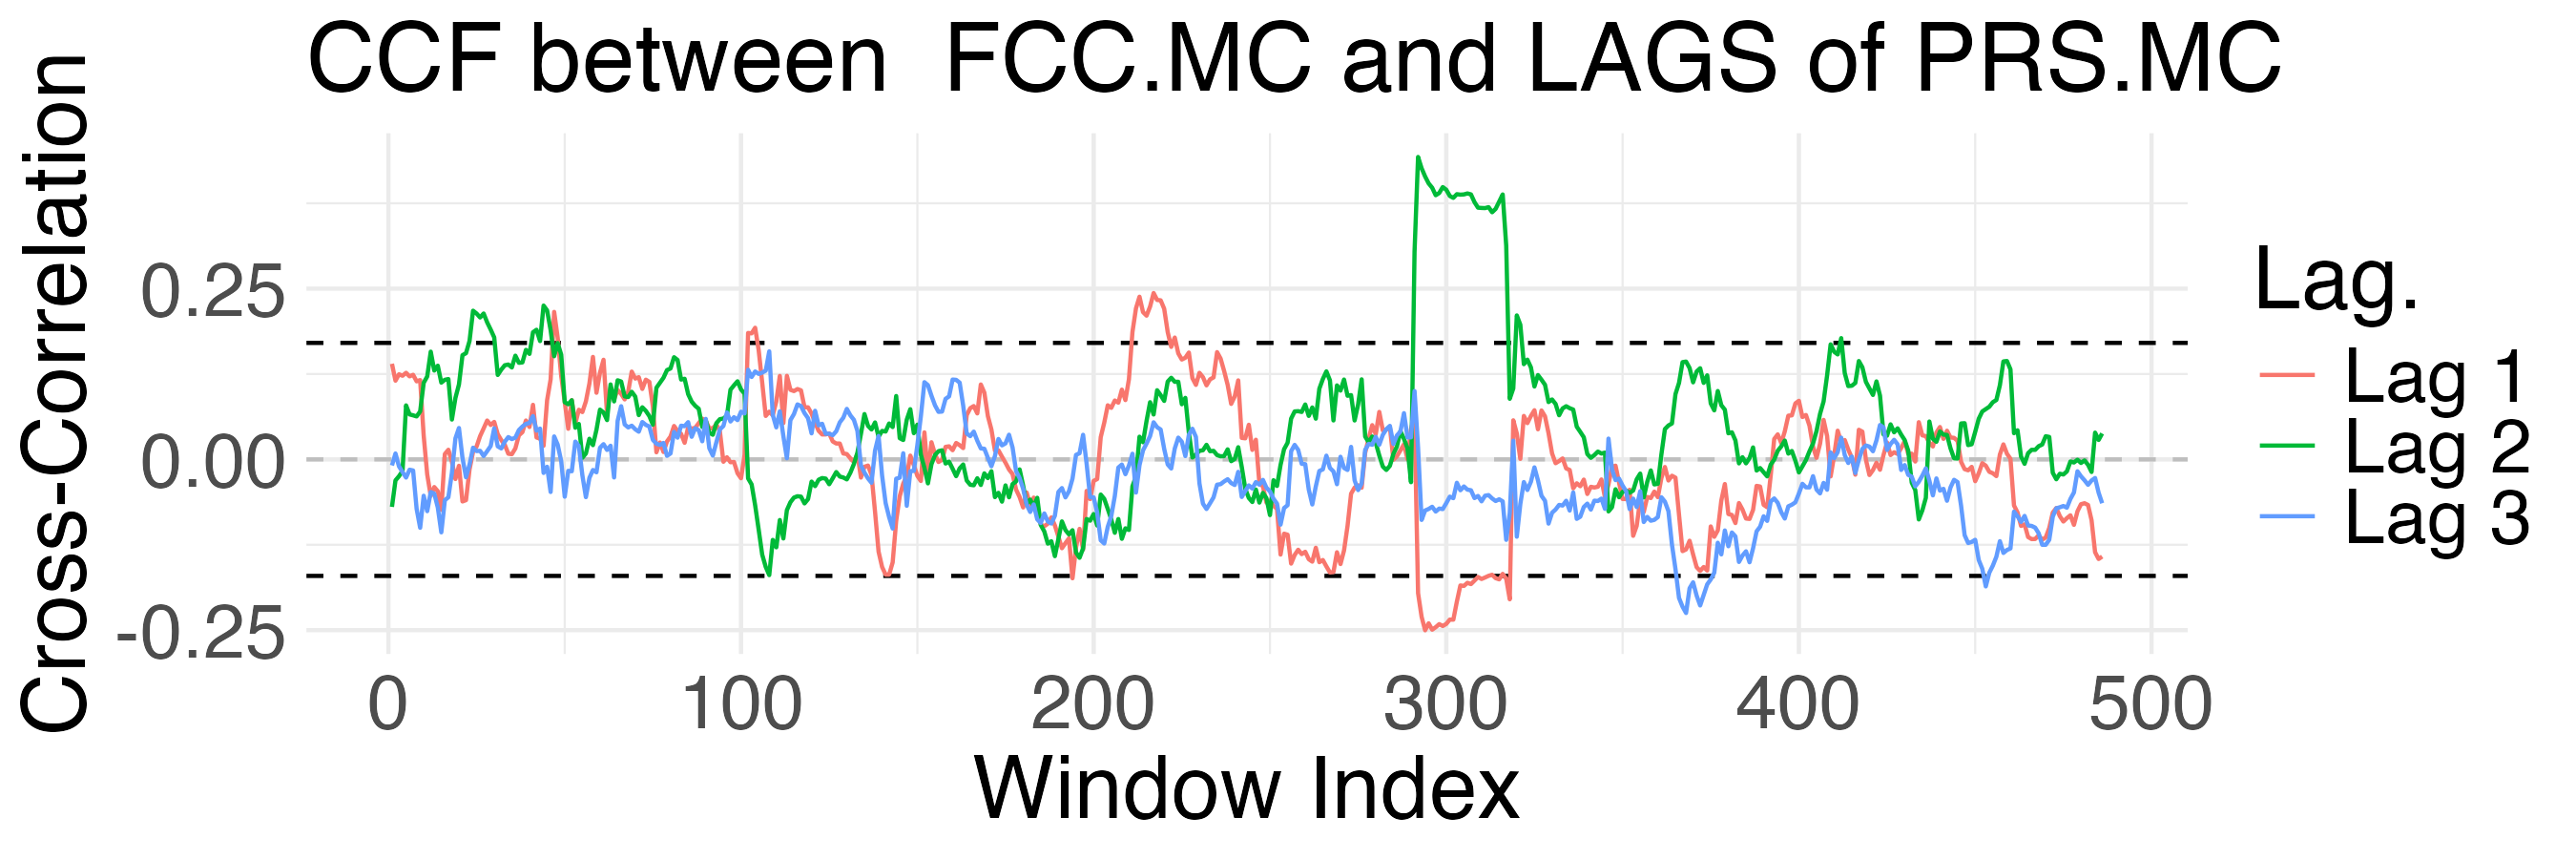 CCF between  FCC.MC and LAGS of PRS.MC
Cross-Correlation
0.25
0.00
-0.25
0 100 200 300 400 500
Window Index
Lag.
Lag 1
Lag 2
Lag 3